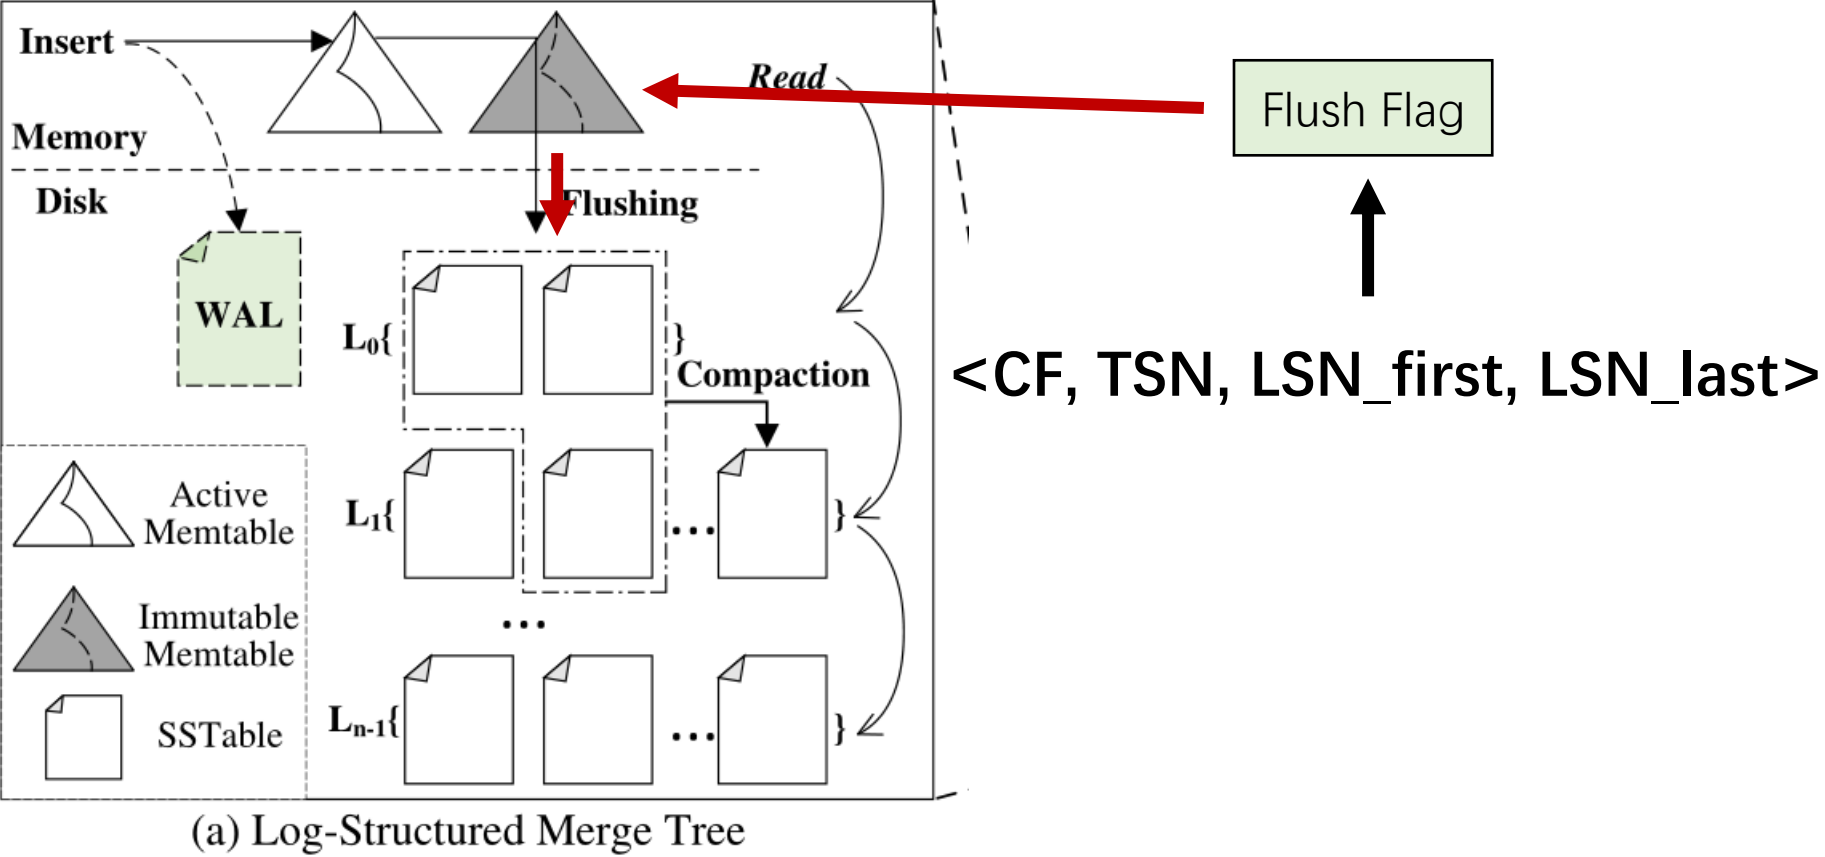 Insert
Read
Flush Flag
Memory
Disk
Flushing
WAL
L0{
}
Compaction
<CF, TSN, LSN_first, LSN_last>
Active
Memtable
L1{
...
}
Immutable
Memtable
...
SSTable
Ln-1{
...
}
(a) Log-Structured Merge Tree